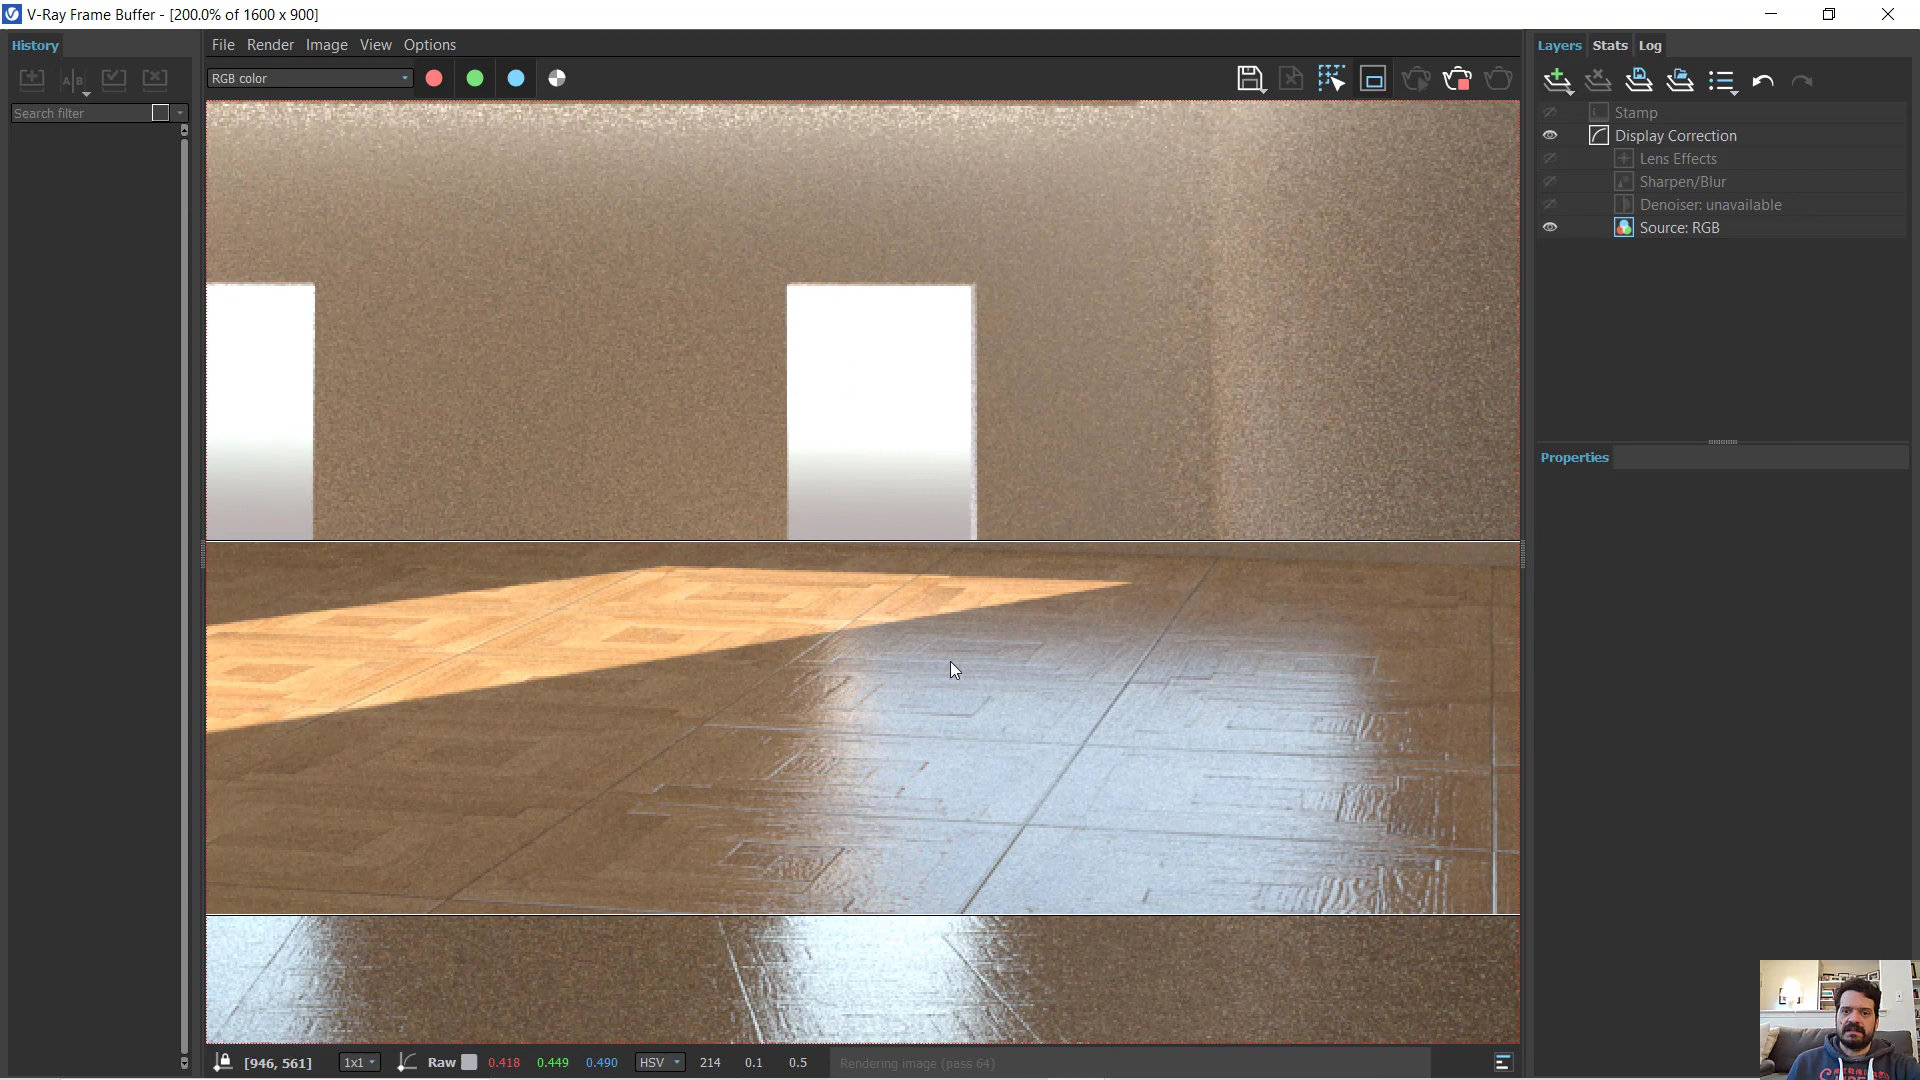 V-Ray Frame Buffer - [200.0% of 1600 x 900]
History
File Render Image View Options
Layers Stats Log
RGB color
A B
Search filter
Stamp
Display Correction
Lens Effects
Sharpen/Blur
Denoiser: unavailable
Source: RGB
Properties
[946, 561] 1x1 Raw 0.418 0.449 0.490 HSV 214 0.1 0.5 Rendering image (pass 64)